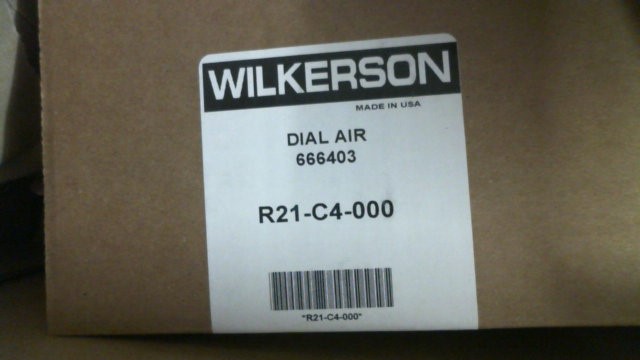 WILKERSON
MADE IN USA
DIAL AIR
666403
R21-C4-000
"R21-C4-000"